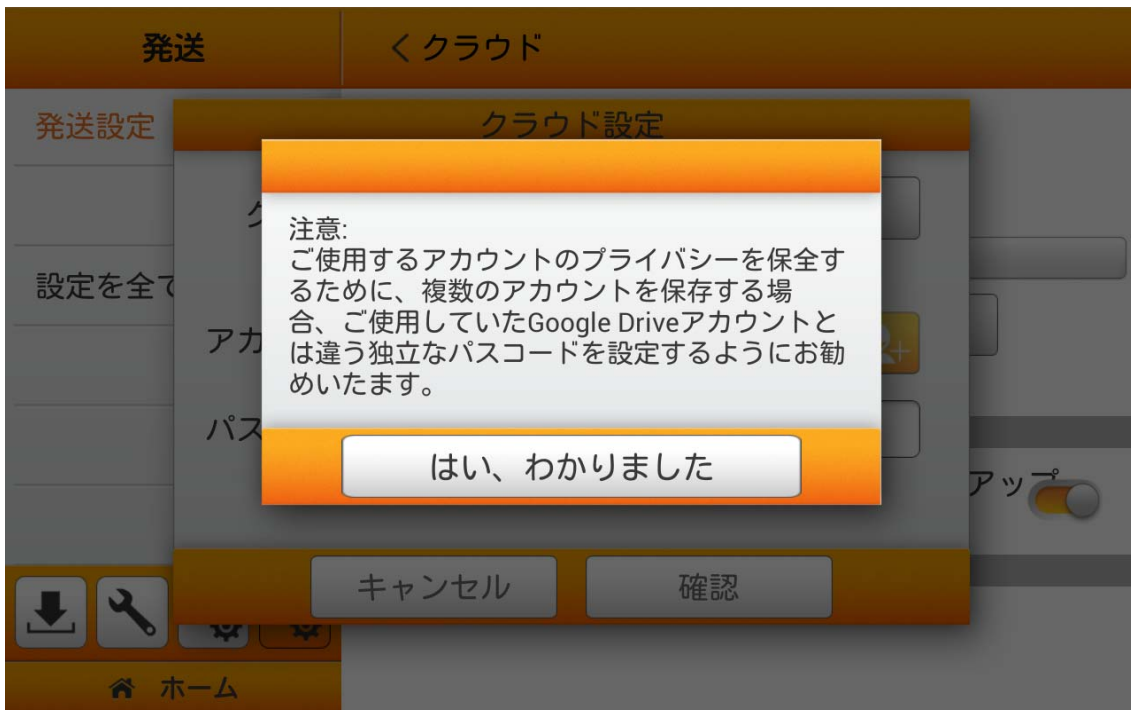 発送
く クラウド
発送設定
クラウド設定
注意:
ご使用するアカウントのプライバシーを保全す
るために、複数のアカウントを保存する場
合、ご使用していたGoogle Driveアカウントと
は違う独立なパスコードを設定するようにお勧
めいたます。
設定を全て
アカ
パス
はい、わかりました
アップ
キャンセル
確認
ホーム